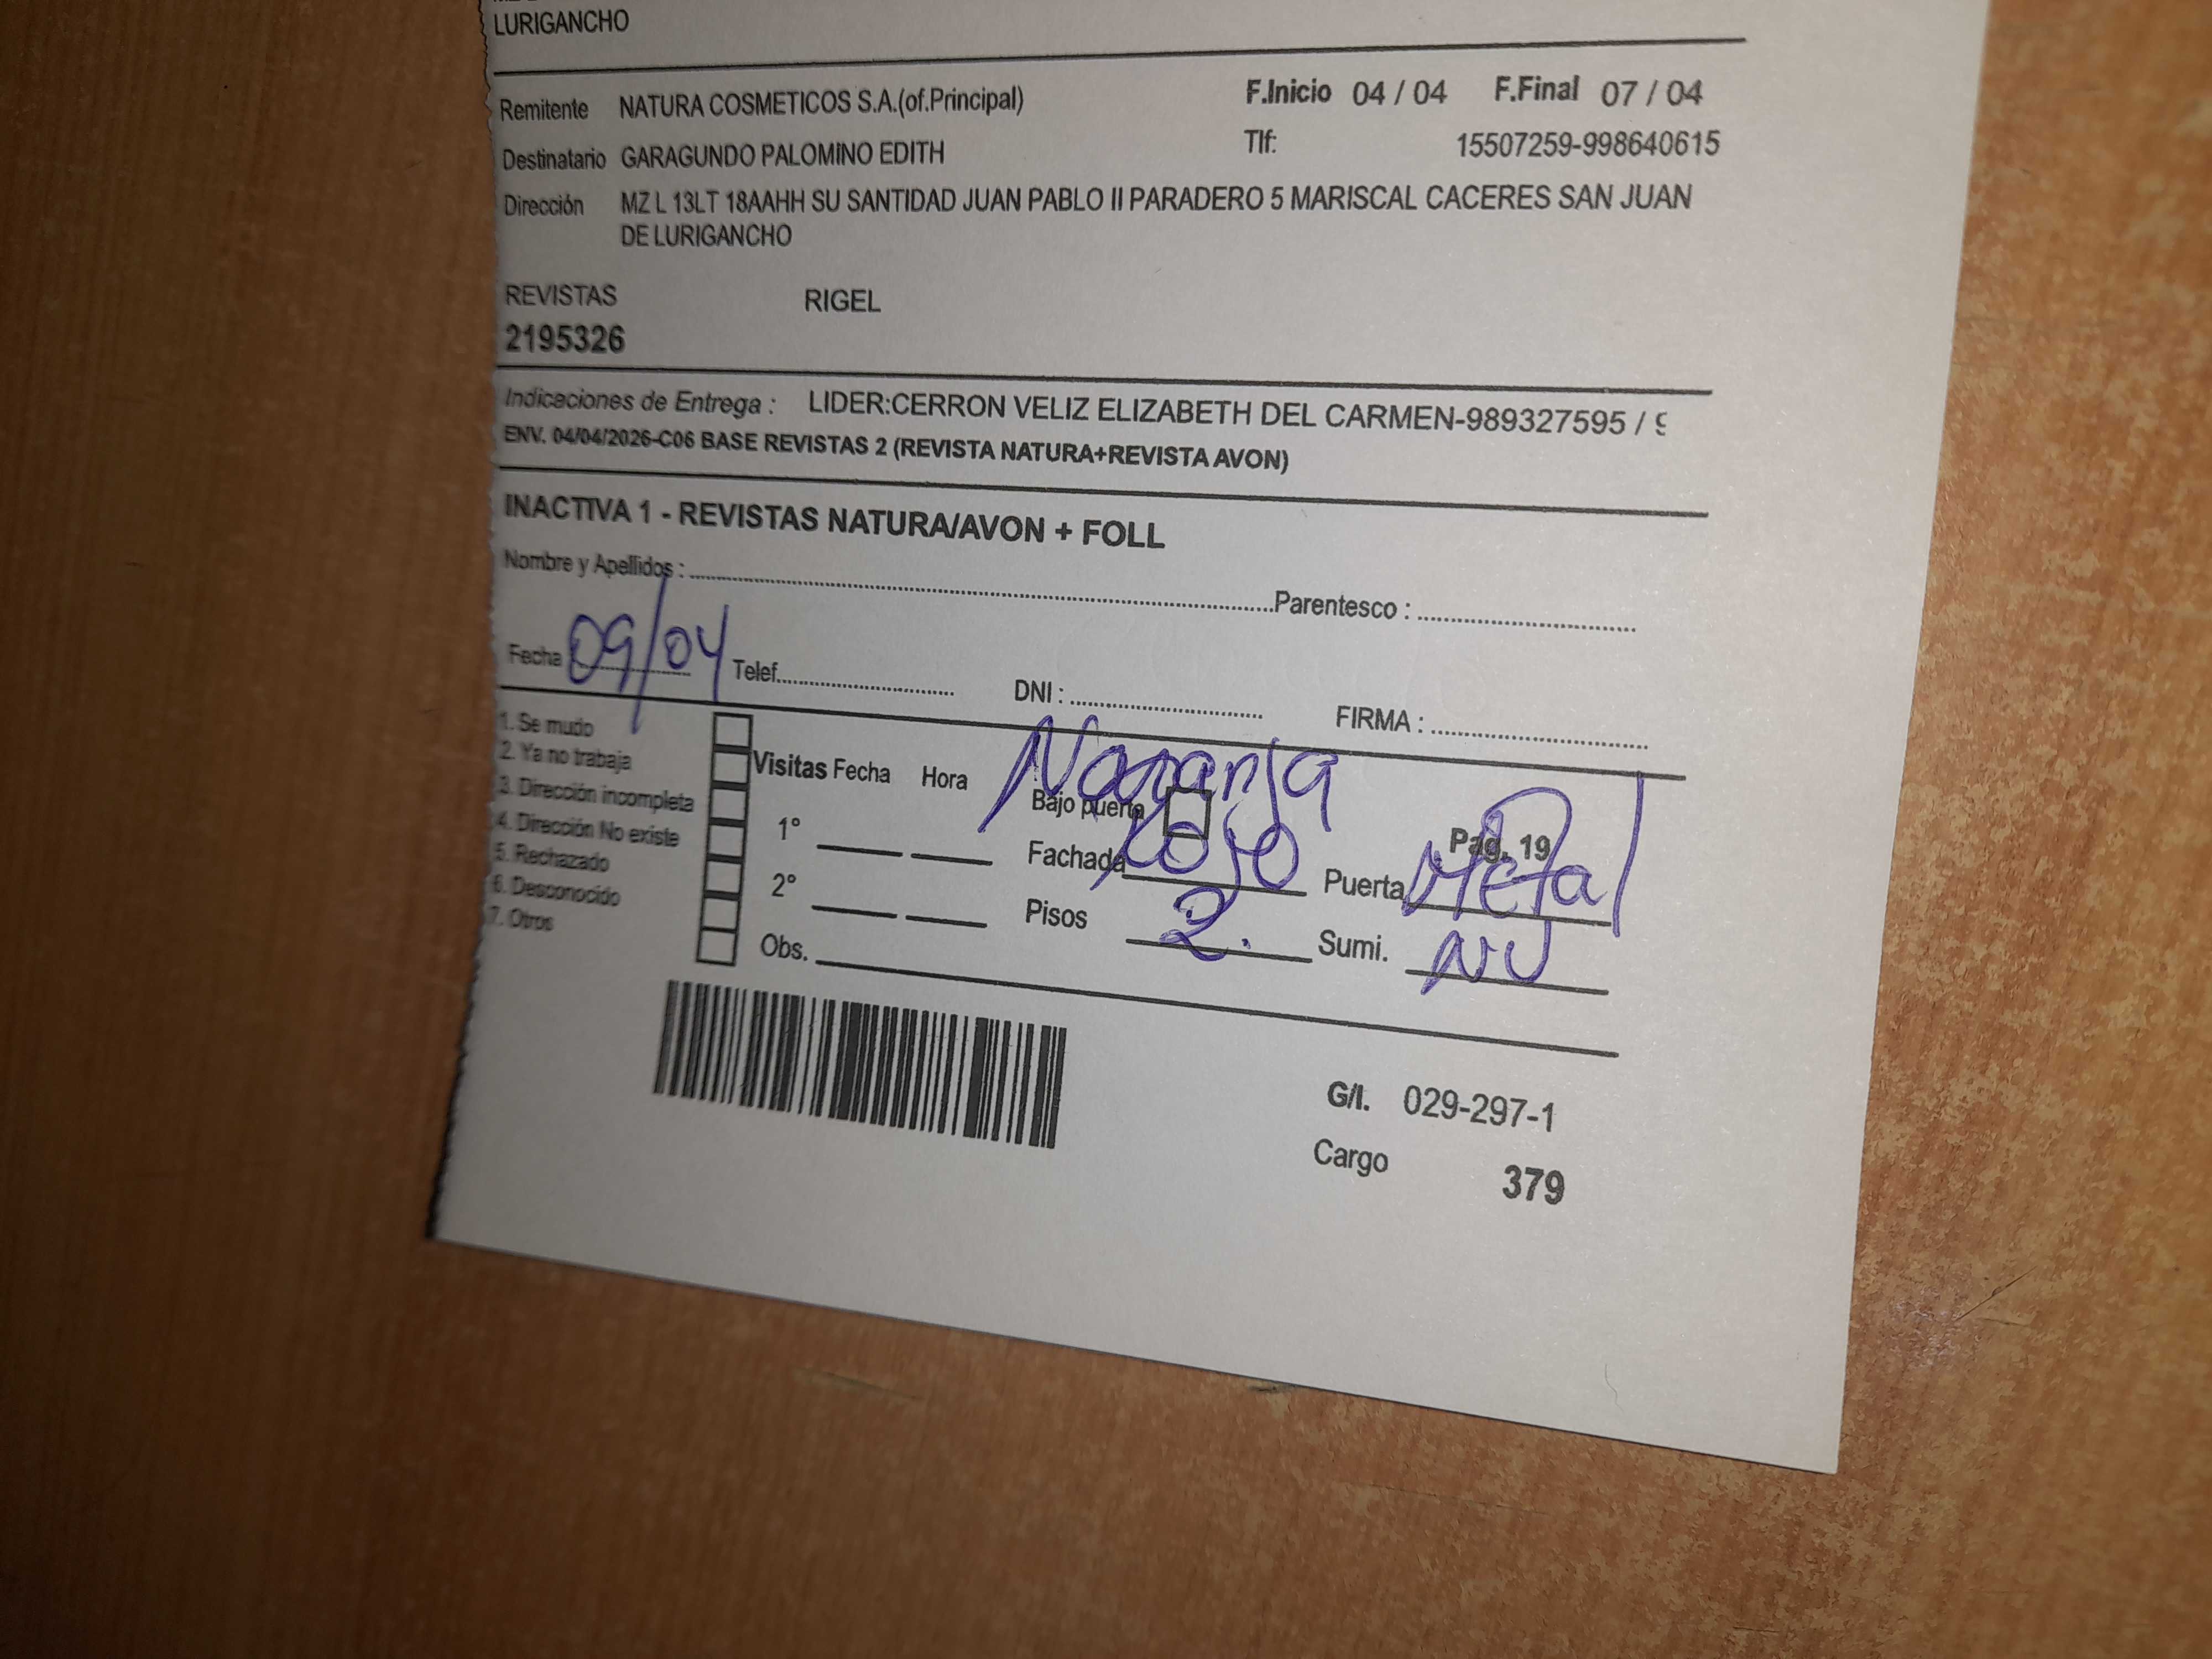 LURIGANCHO
Remitente NATURA COSMETICOS S.A.(of.Principal) F.Inicio 04 / 04 F.Final 07 / 04
Destinatario GARAGUNDO PALOMINO EDITH Tlf: 15507259-998640615
Dirección MZ L 13LT 18AAHH SU SANTIDAD JUAN PABLO II PARADERO 5 MARISCAL CACERES SAN JUAN
DE LURIGANCHO
REVISTAS RIGEL
2195326
Indicaciones de Entrega : LIDER:CERRON VELIZ ELIZABETH DEL CARMEN-989327595 /
ENV. 04/04/2026-C06 BASE REVISTAS 2 (REVISTA NATURA+REVISTA AVON)
INACTIVA 1 - REVISTAS NATURA/AVON + FOLL
Nombre y Apellidos : Parentesco :
Fecha 09/04 Telef. DNI : FIRMA :
1. Se mudo
2. Ya no trabaja
3. Dirección incompleta
4. Dirección No existe
5. Rechazado
6. Desconocido
7. Otros
Visitas Fecha Hora
1°
2°
Obs.
Naranja
Bajo puerta
Pag. 19
Fachada Rojo Puerta Metal
Pisos 2. Sumi. NV
G/I. 029-297-1
Cargo 379